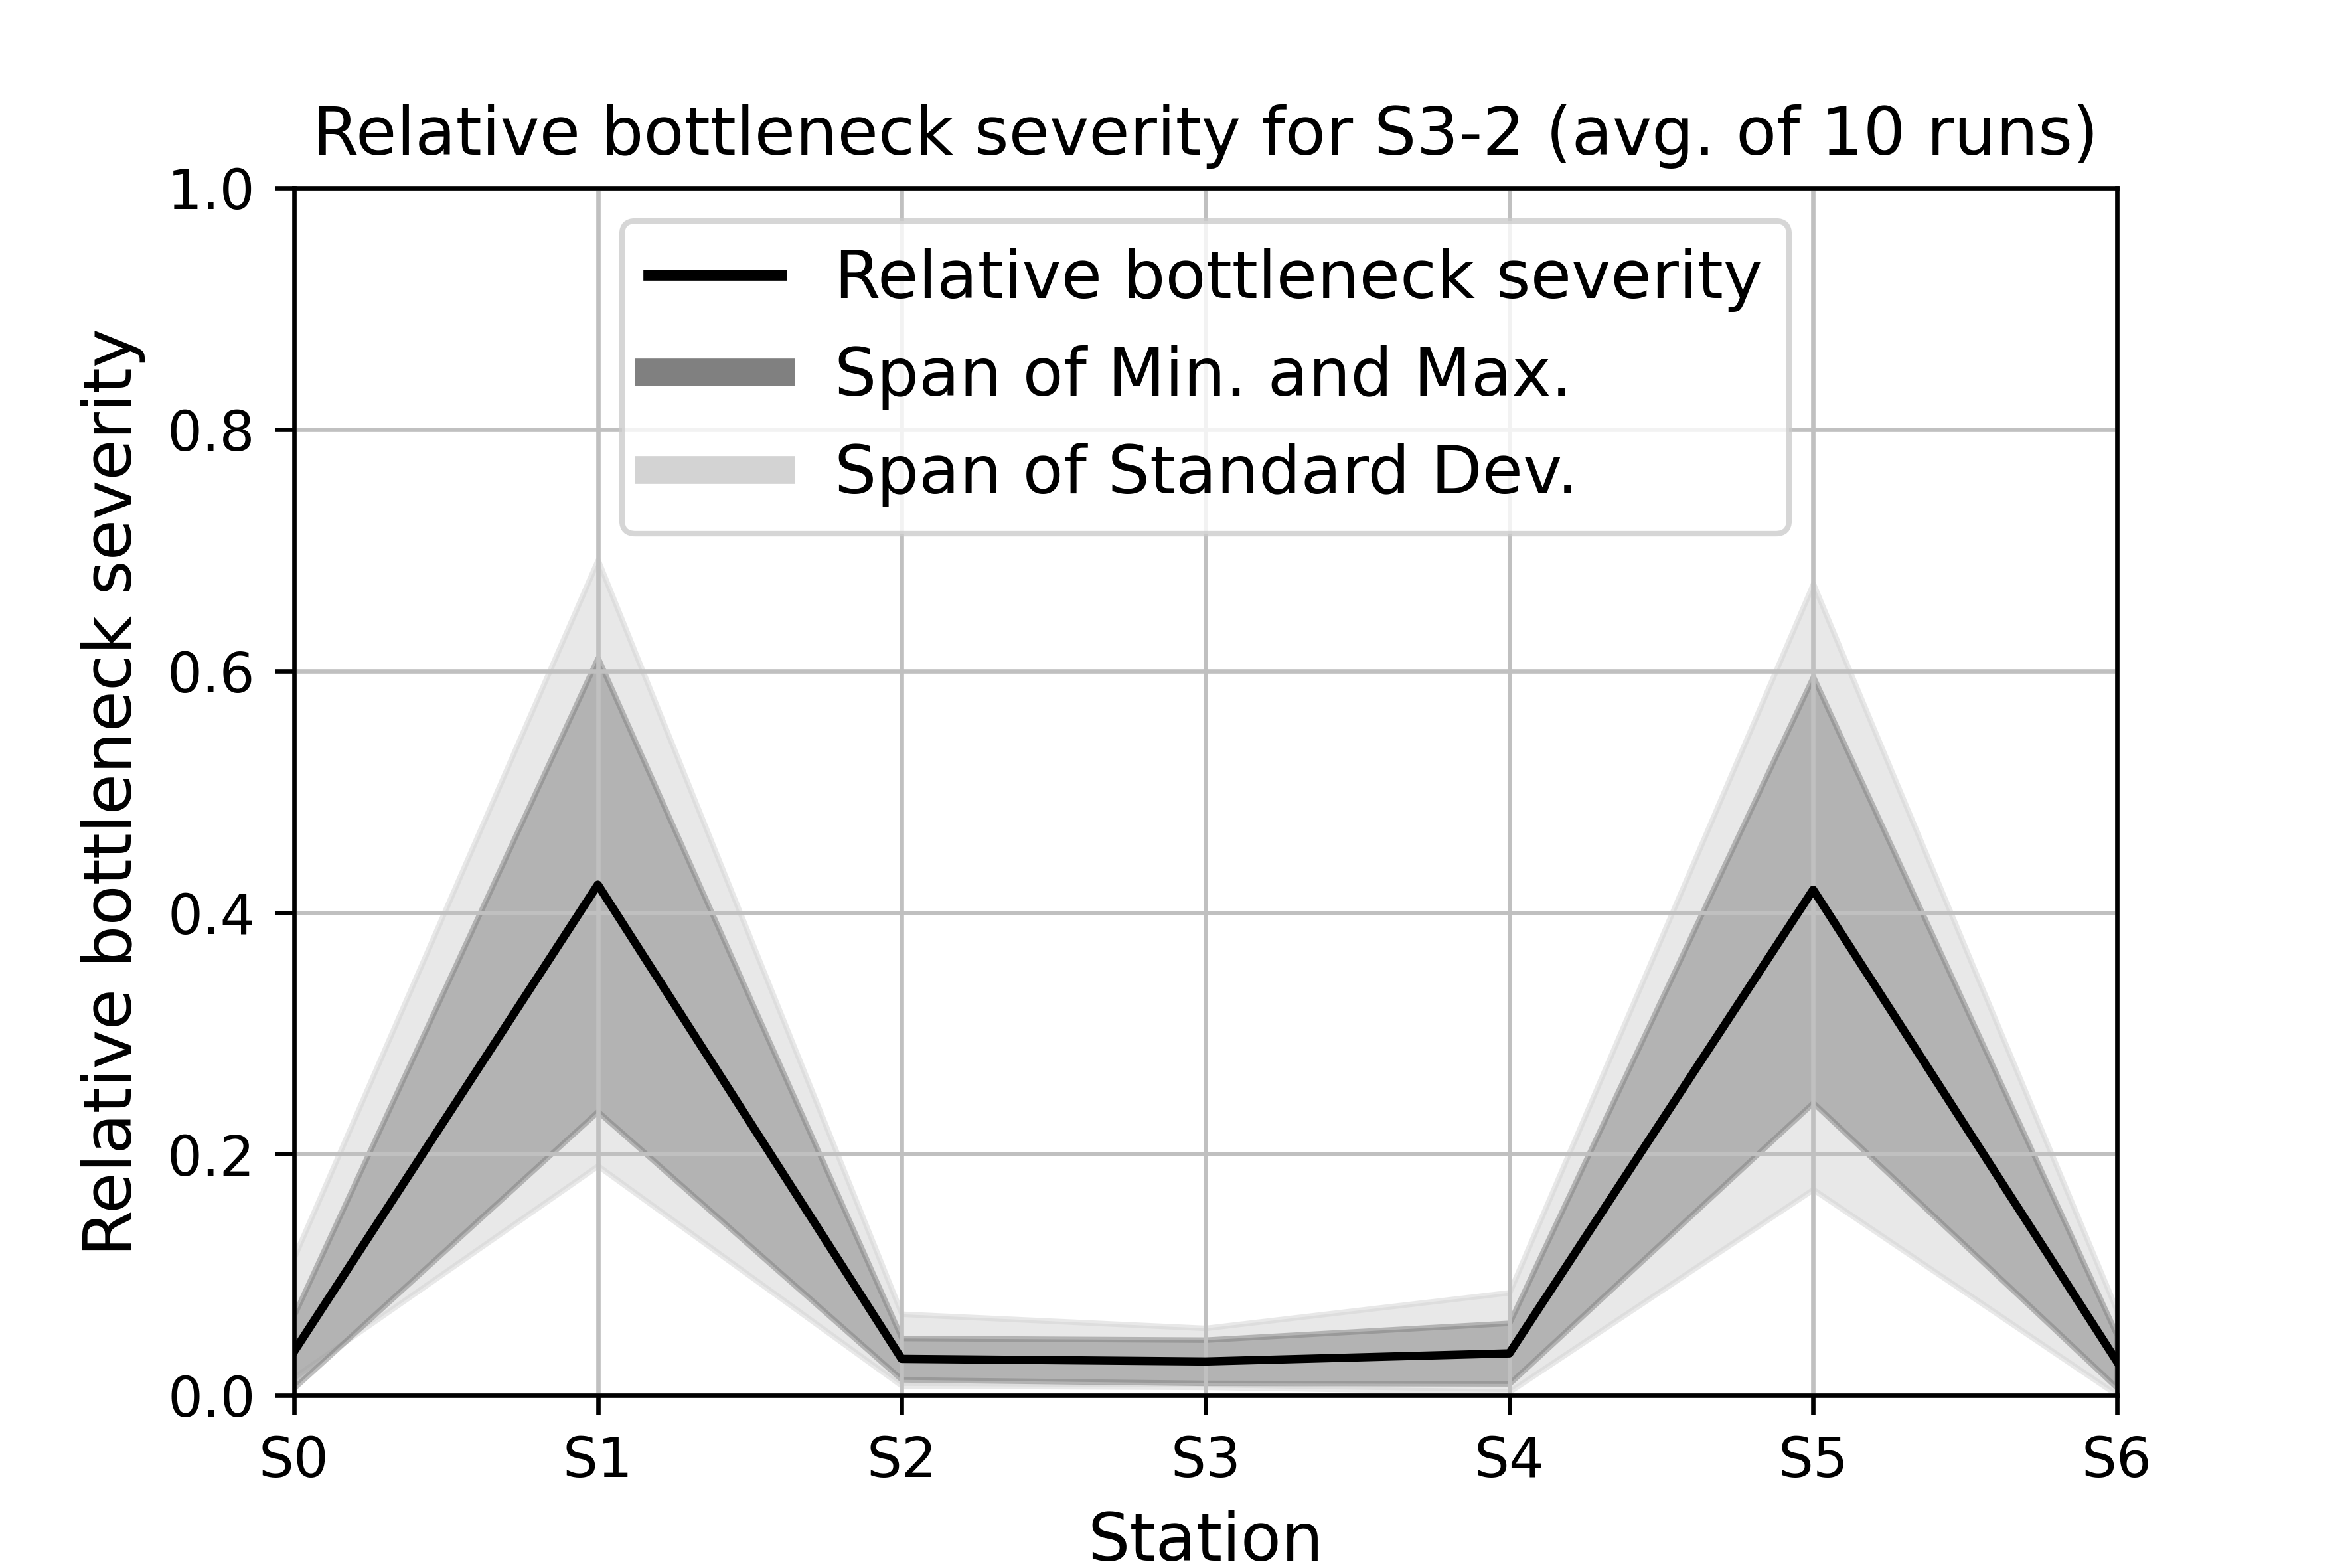 Relative bottleneck severity for S3-2 (avg. of 10 runs)
Relative bottleneck severity
Span of Min. and Max.
Span of Standard Dev.
1.0
0.8
0.6
0.4
0.2
0.0
Relative bottleneck severity
S0 S1 S2 S3 S4 S5 S6
Station